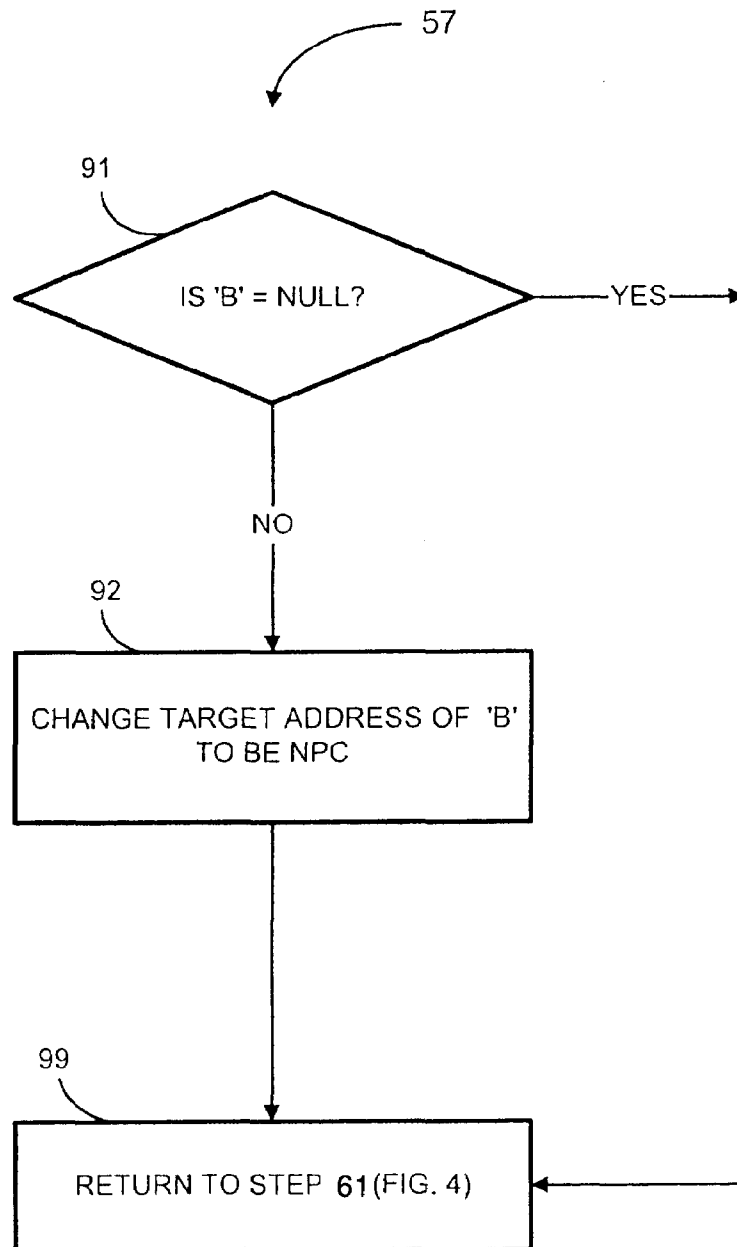 57
91
IS 'B' = NULL?
YES
NO
92
CHANGE TARGET ADDRESS OF 'B'
TO BE NPC
99
RETURN TO STEP 61(FIG. 4)